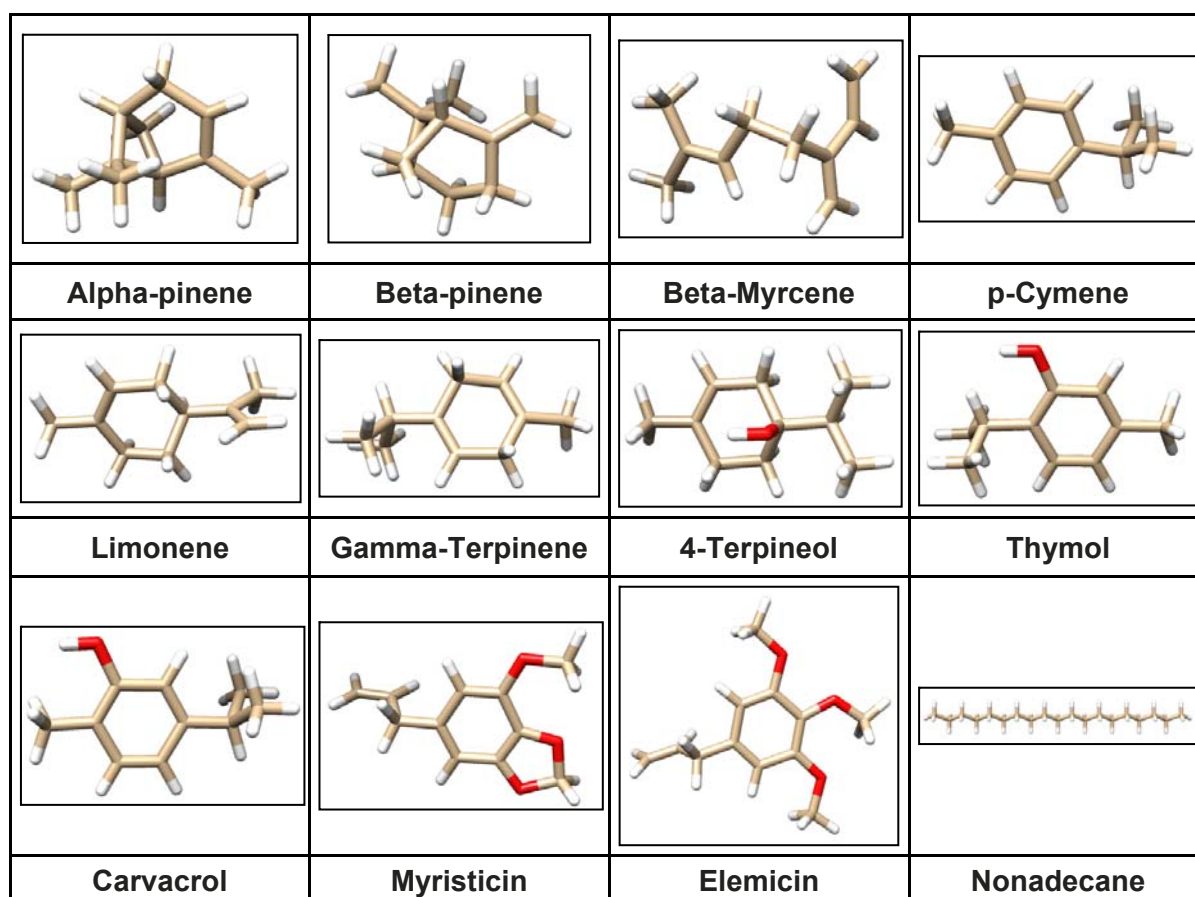 Alpha-pinene
Beta-pinene
Beta-Myrcene
p-Cymene
Limonene
Gamma-Terpinene
4-Terpineol
Thymol
Carvacrol
Myristicin
Elemicin
Nonadecane